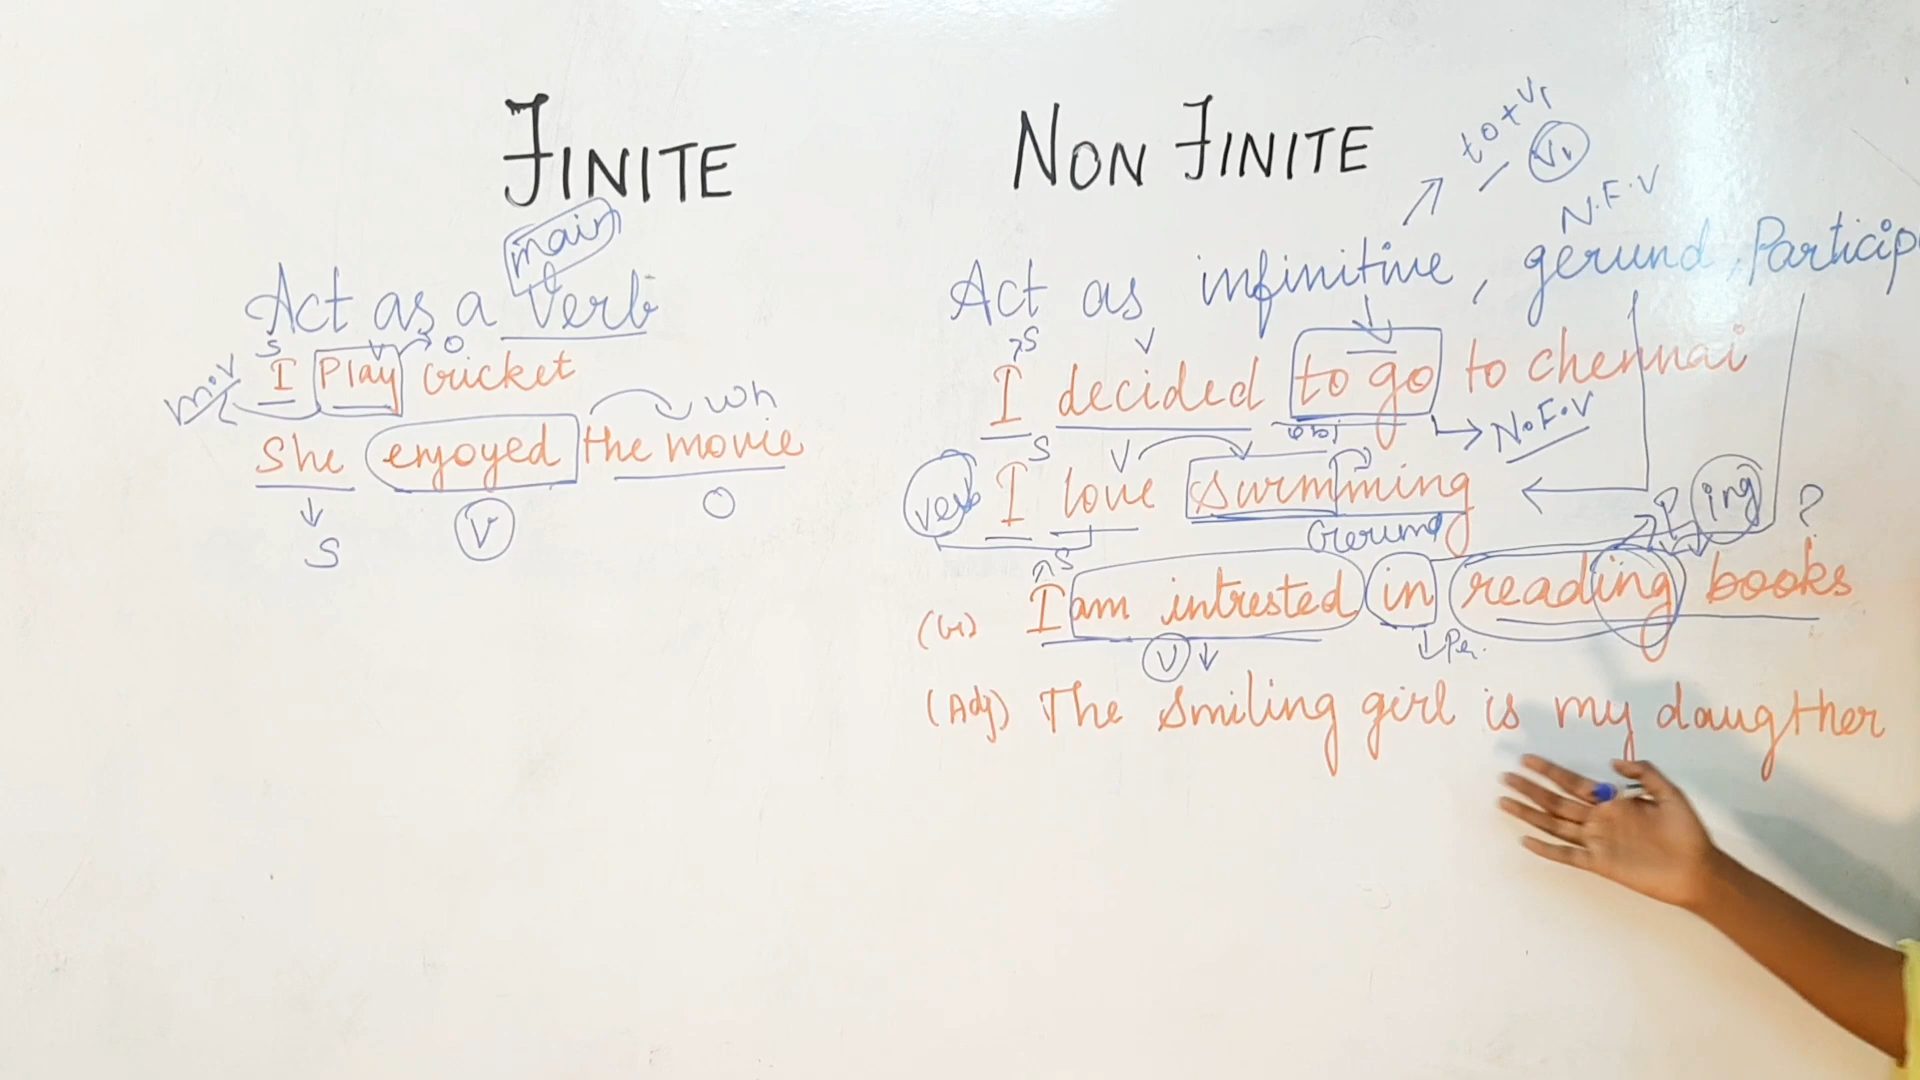 FINITE
main
Act as a verb
S V O
m.v I Play cricket
wh
She enjoyed the movie
S V O
NON FINITE
to + V1
V1
N.F.V
Act as infinitive, gerund, Particip
S V
I decided to go to chennai
obj N.F.V
S V
verb I love swimming
Gerund
ing ?
S
(G) I am intrested in reading books
V Pr.
(Adj) The smiling girl is my daugther